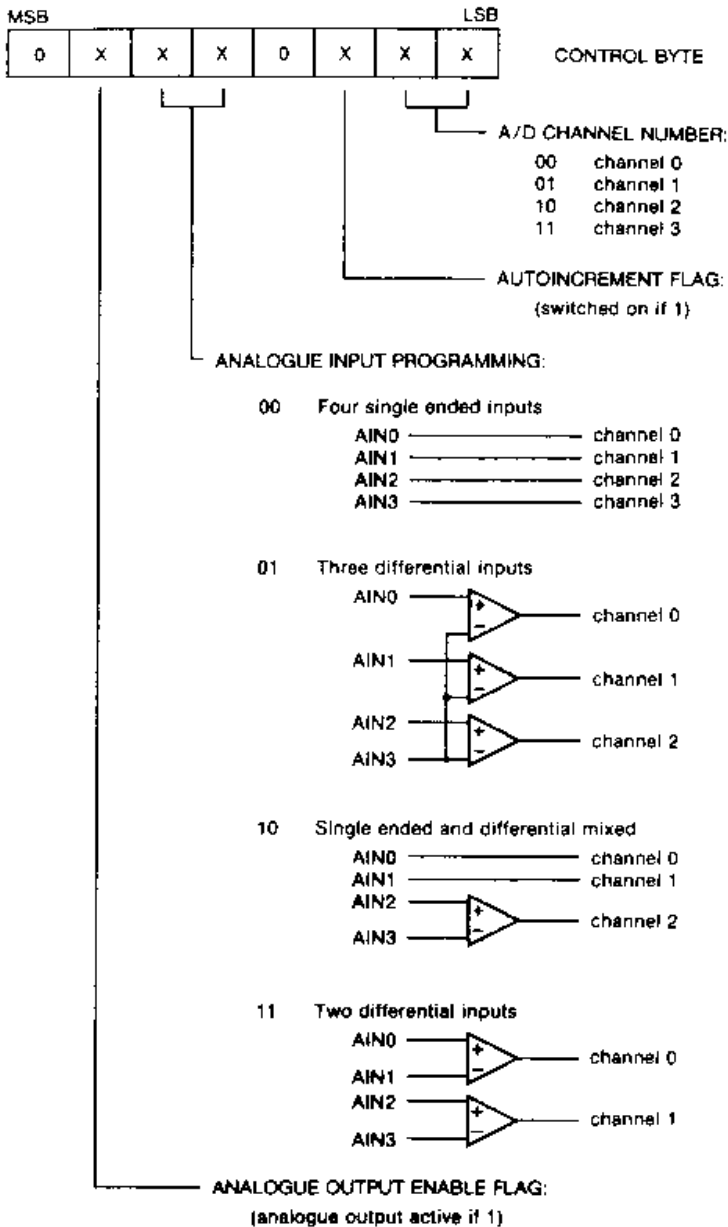 MSB LSB
0 X X X 0 X X X CONTROL BYTE
A/D CHANNEL NUMBER:
00 channel 0
01 channel 1
10 channel 2
11 channel 3
AUTOINCREMENT FLAG:
(switched on if 1)
ANALOGUE INPUT PROGRAMMING:
00 Four single ended inputs
AIN0 channel 0
AIN1 channel 1
AIN2 channel 2
AIN3 channel 3
01 Three differential inputs
AIN0 + − channel 0
AIN1 + − channel 1
AIN2 + − channel 2
AIN3
10 Single ended and differential mixed
AIN0 channel 0
AIN1 channel 1
AIN2 + − channel 2
AIN3
11 Two differential inputs
AIN0 + − channel 0
AIN1
AIN2 + − channel 1
AIN3
ANALOGUE OUTPUT ENABLE FLAG:
(analogue output active if 1)